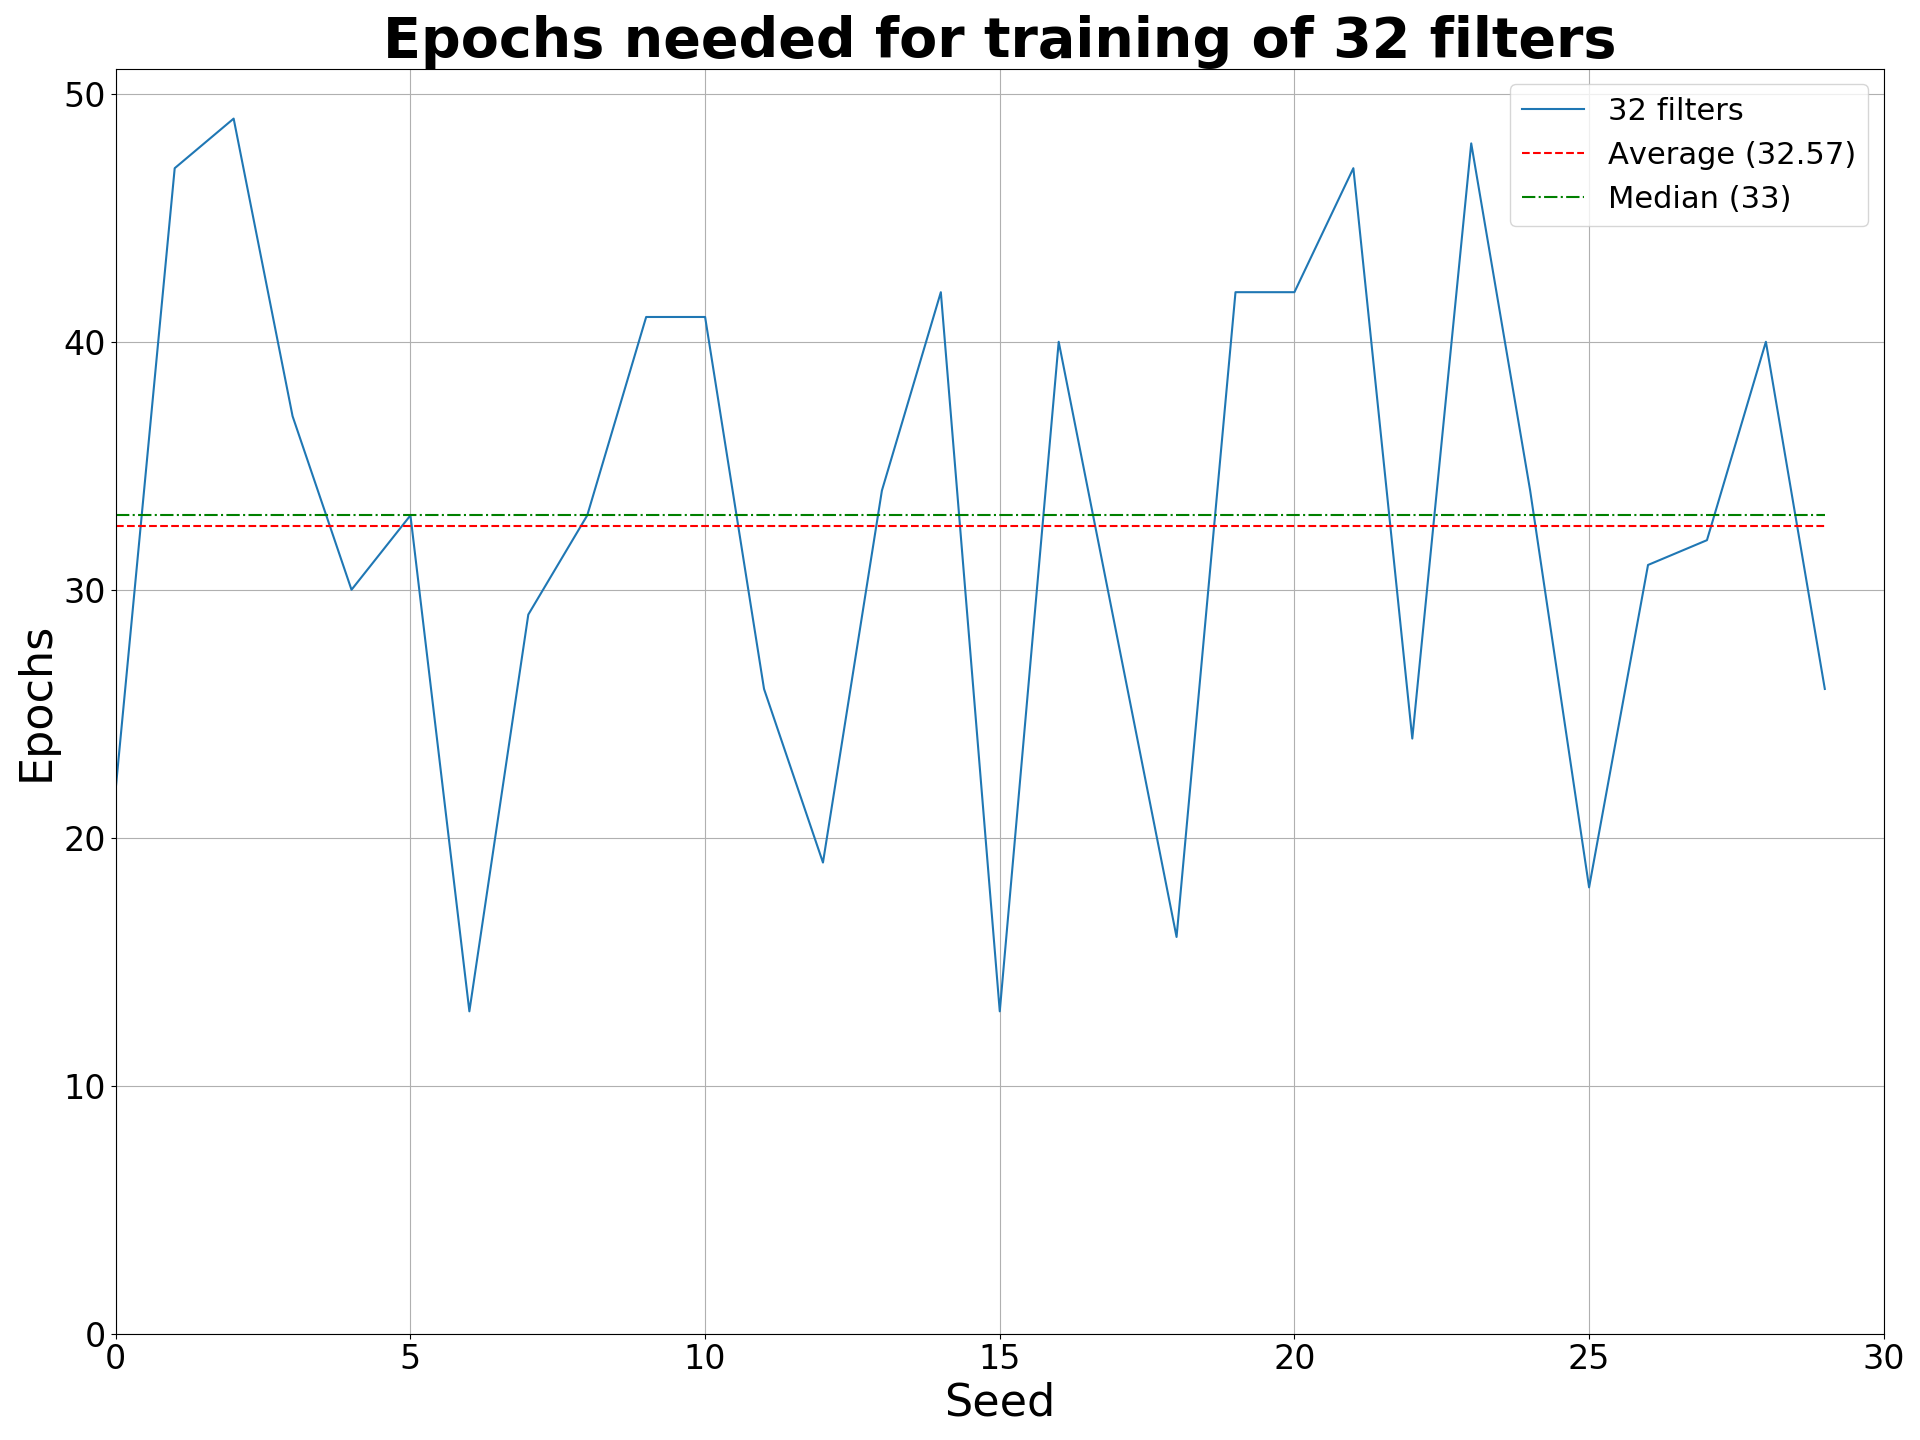 Epochs needed for training of 32 filters
32 filters
Average (32.57)
Median (33)
Epochs
50
40
30
20
10
0
0 5 10 15 20 25 30
Seed